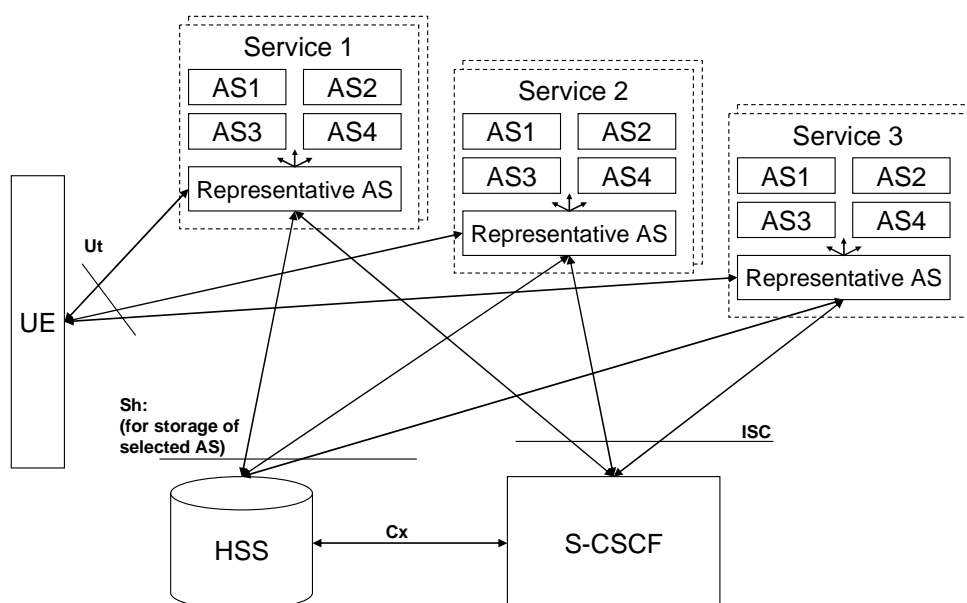 Service 1
AS1 AS2
AS3 AS4
Representative AS
Service 2
AS1 AS2
AS3 AS4
Representative AS
Service 3
AS1 AS2
AS3 AS4
Representative AS
Ut
UE
Sh:
(for storage of
selected AS)
ISC
HSS
Cx
S-CSCF